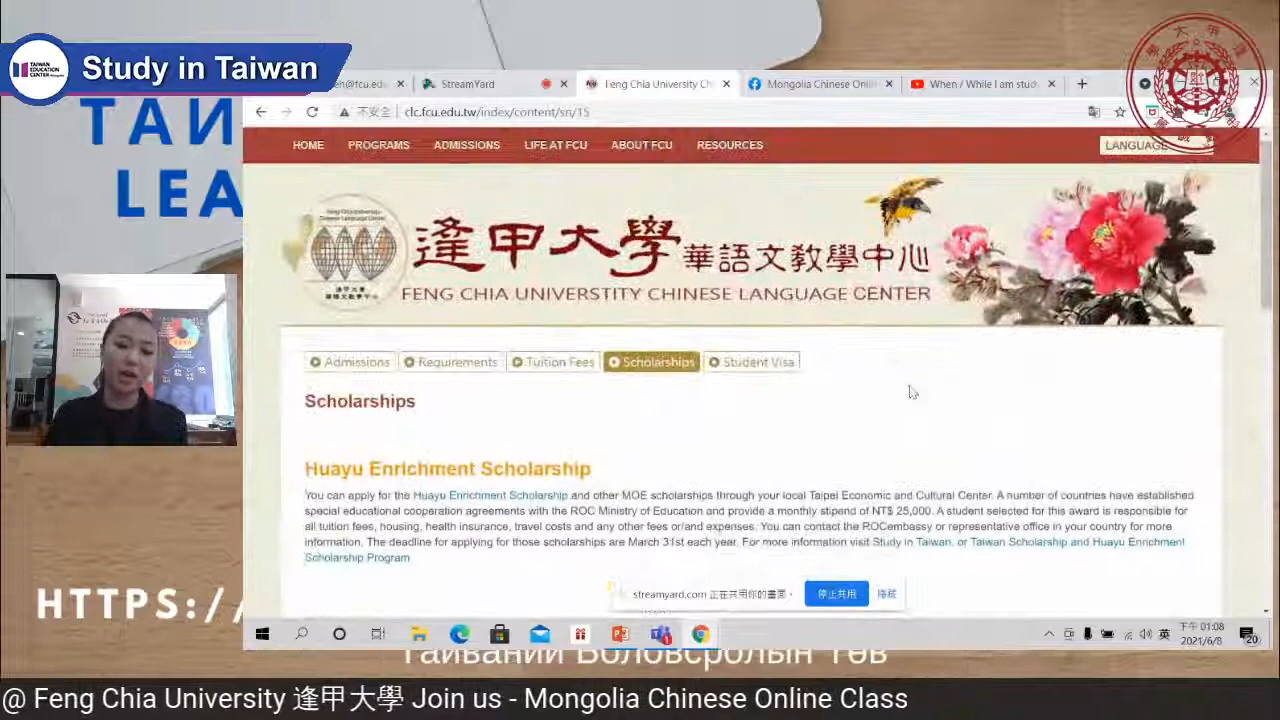 TAIWAN
EDUCATION
CENTER
Study in Taiwan
ТАЙ
LEA
en@fcu.ed
StreamYard
Feng Chia University Ch
Mongolia Chinese Onli
When / While I am stud
不安全
clc.fcu.edu.tw/index/content/sn/15
HOME
PROGRAMS
ADMISSIONS
LIFE AT FCU
ABOUT FCU
RESOURCES
LANGUAGE
逢甲大學華語文教學中心
FENG CHIA UNIVERSTITY CHINESE LANGUAGE CENTER
Admissions
Requirements
Tuition Fees
Scholarships
Student Visa
Scholarships
Huayu Enrichment Scholarship
You can apply for the Huayu Enrichment Scholarship and other MOE scholarships through your local Taipei Economic and Cultural Center. A number of countries have established
special educational cooperation agreements with the ROC Ministry of Education and provide a monthly stipend of NT$ 25,000. A student selected for this award is responsible for
all tuition fees, housing, health insurance, travel costs and any other fees or/and expenses. You can contact the ROCembassy or representative office in your country for more
information. The deadline for applying for those scholarships are March 31st each year. For more information visit Study in Taiwan, or Taiwan Scholarship and Huayu Enrichment
Scholarship Program
streamyard.com 正在共用你的畫面。
停止共用
隱藏
HTTPS://
英
下午 01:08
2021/6/8
20
Тайваний Боловсролын Төв
@ Feng Chia University 逢甲大學 Join us - Mongolia Chinese Online Class